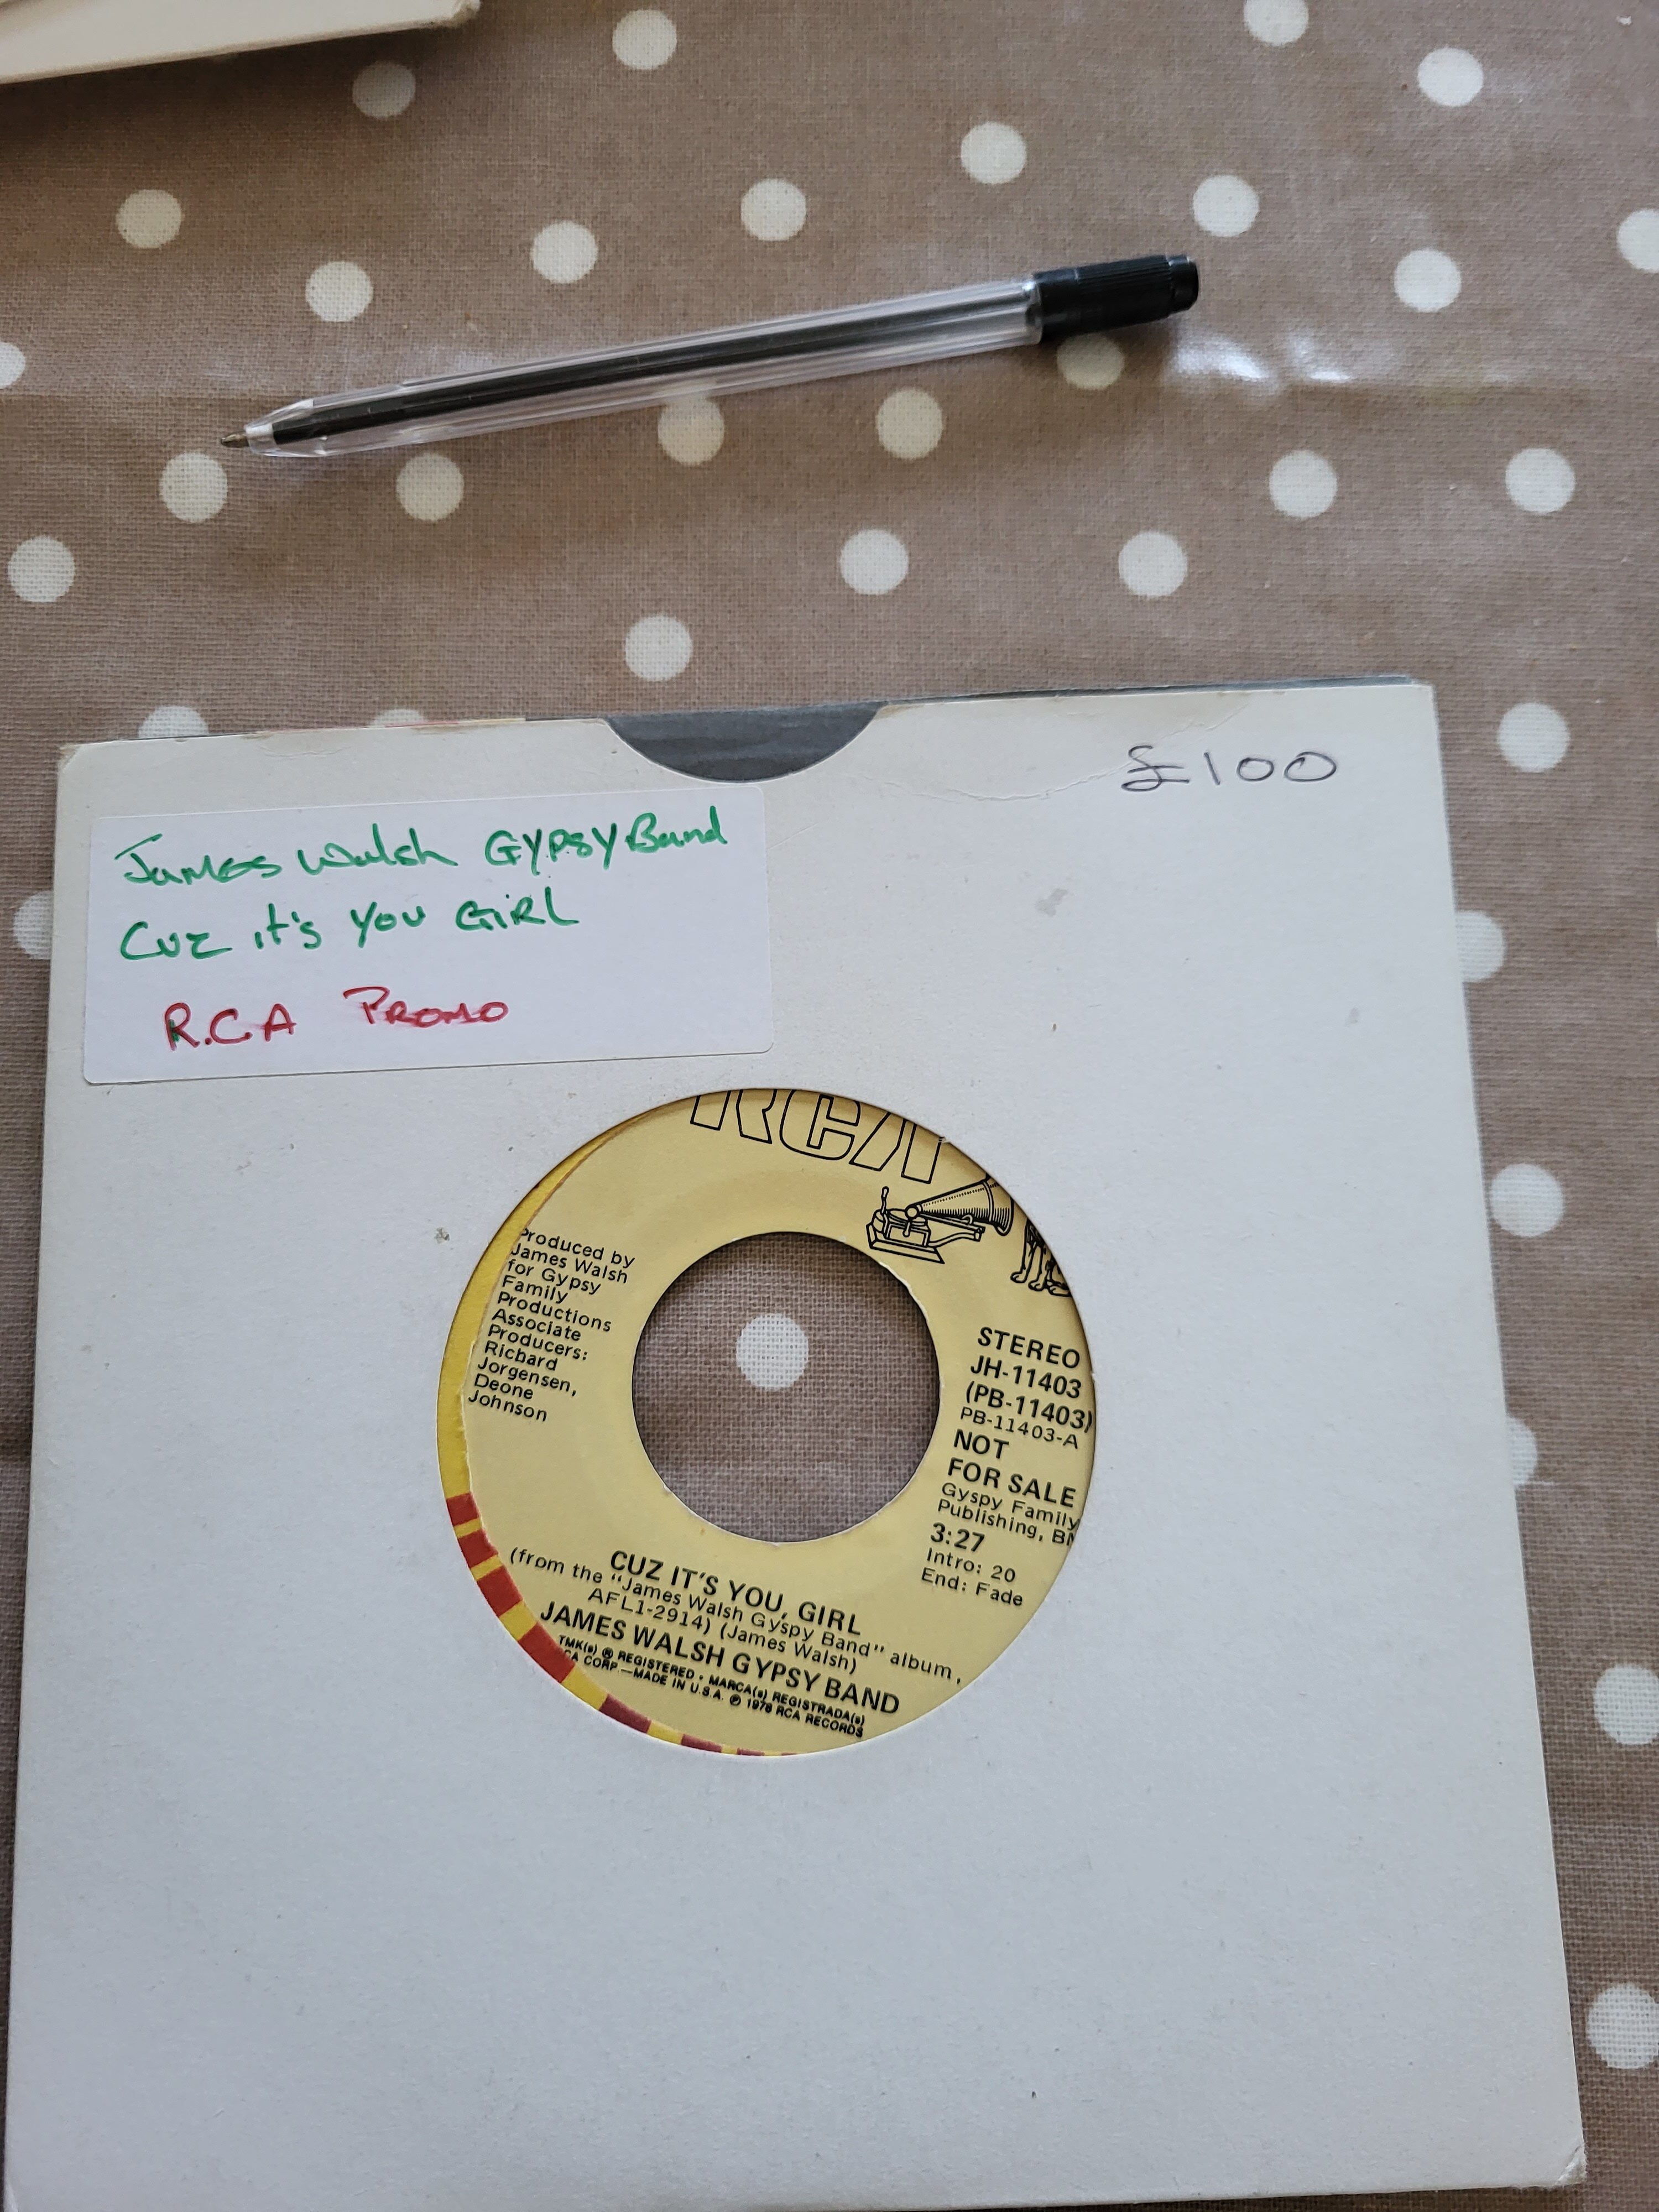 £100
James Walsh GYPSY Band
Cuz it's you GiRL
R.C.A PROMO
RCA
Produced by
James Walsh
for Gypsy
Family
Productions
Associate
Producers:
Richard
Jorgensen,
Deone
Johnson
STEREO
JH-11403
(PB-11403)
PB-11403-A
NOT
FOR SALE
Gyspy Family
Publishing,
3:27
Intro: 20
End: Fade
CUZ IT'S YOU, GIRL
(from the "James Walsh Gyspy Band" album,
AFL1-2914) (James Walsh)
JAMES WALSH GYPSY BAND
TMK(s) ® REGISTERED • MARCA(s) REGISTRADA(s)
CA CORP.—MADE IN U.S.A. ℗ 1978 RCA RECORDS